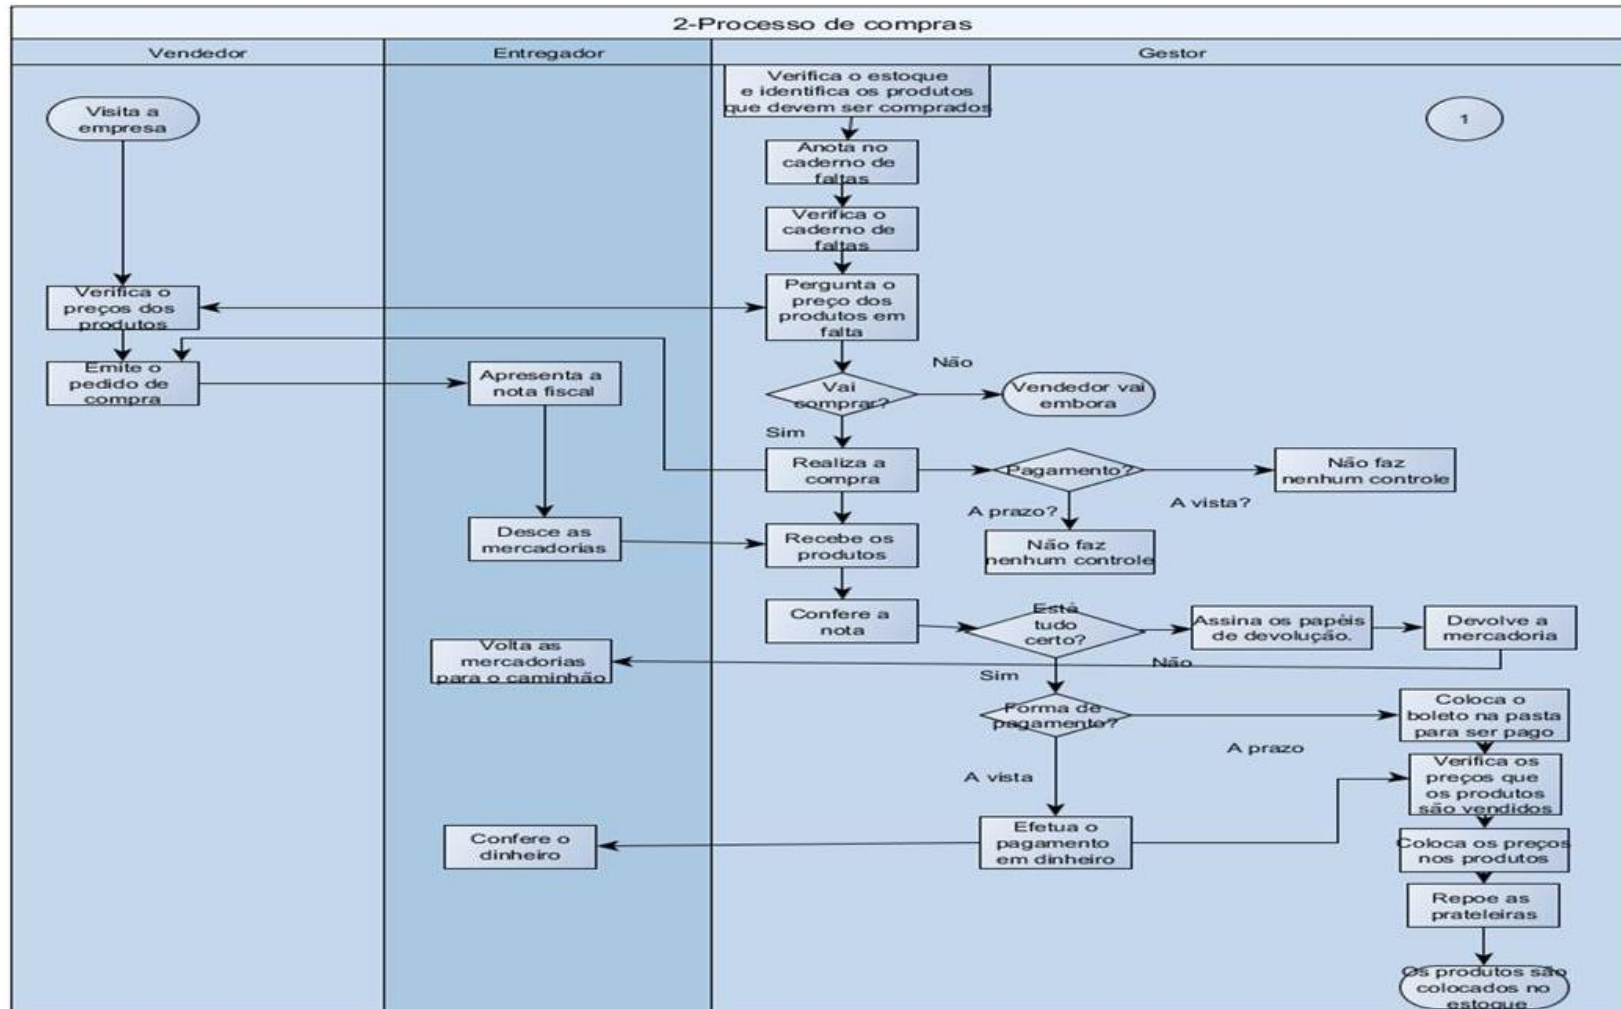 2-Processo de compras
Vendedor
Entregador
Gestor
Visita a
empresa
Verifica o
preços dos
produtos
Emite o
pedido de
compra
Apresenta a
nota fiscal
Desce as
mercadorias
Volta as
mercadorias
para o caminhão
Confere o
dinheiro
Verifica o estoque
e identifica os produtos
que devem ser comprados
1
Anota no
caderno de
faltas
Verifica o
caderno de
faltas
Pergunta o
preço dos
produtos em
falta
Vai
comprar?
Não
Vendedor vai
embora
Sim
Realiza a
compra
Pagamento?
A vista?
Não faz
nenhum controle
A prazo?
Não faz
nenhum controle
Recebe os
produtos
Confere a
nota
Está
tudo
certo?
Não
Assina os papéis
de devolução.
Devolve a
mercadoria
Sim
Forma de
pagamento?
A prazo
A vista
Efetua o
pagamento
em dinheiro
Coloca o
boleto na pasta
para ser pago
Verifica os
preços que
os produtos
são vendidos
Coloca os preços
nos produtos
Repoe as
prateleiras
Os produtos são
colocados no
estoque